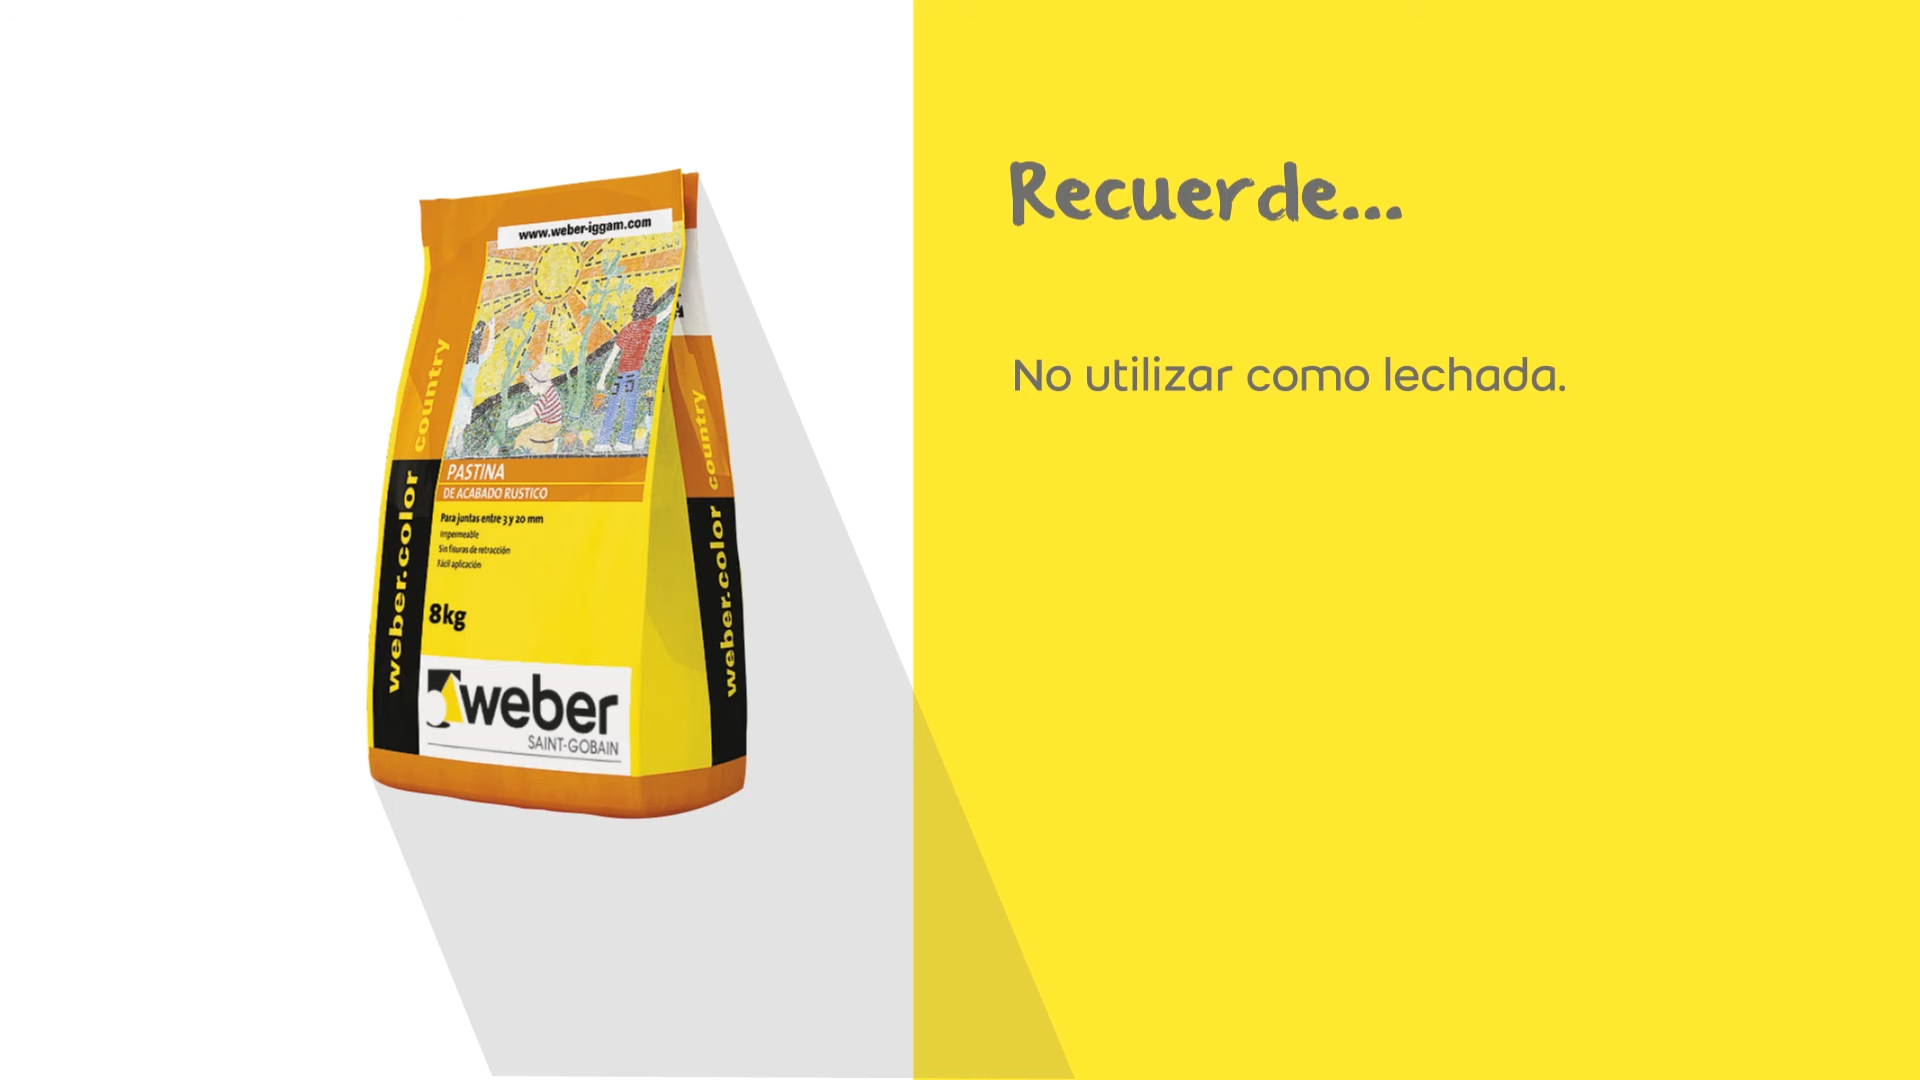 www.weber-iggam.com
country
weber.color
PASTINA
DE ACABADO RUSTICO
Para juntas entre 3 y 20 mm
Impermeable
Sin fisuras de retracción
Fácil aplicación
8kg
weber
SAINT-GOBAIN
country
weber.color
Recuerde...
No utilizar como lechada.